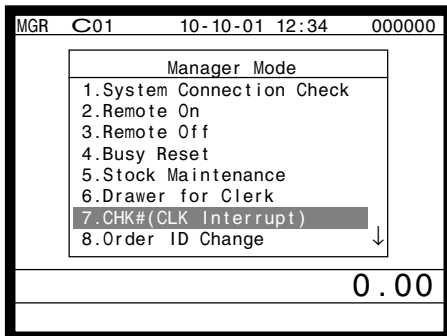 MGR C01 10-10-01 12:34 000000
Manager Mode
1.System Connection Check
2.Remote On
3.Remote Off
4.Busy Reset
5.Stock Maintenance
6.Drawer for Clerk
7.CHK#(CLK Interrupt)
8.Order ID Change ↓
0.00